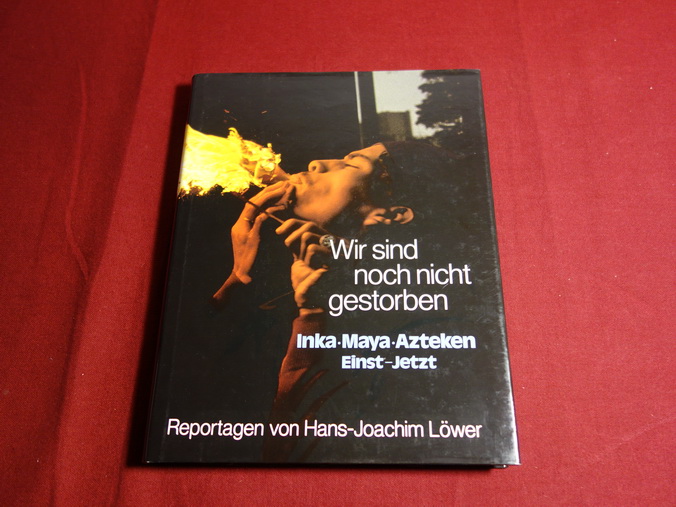 Wir sind
noch nicht
gestorben
Inka·Maya·Azteken
Einst–Jetzt
Reportagen von Hans-Joachim Löwer